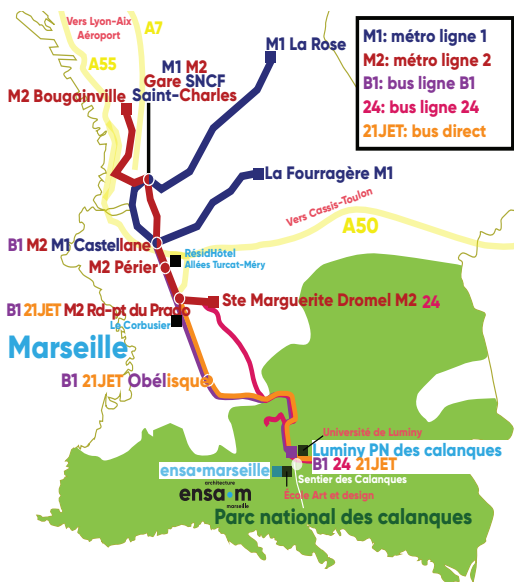 Vers Lyon-Aix
Aéroport
A7
A55
M1 La Rose
M1: métro ligne 1
M2: métro ligne 2
B1: bus ligne B1
24: bus ligne 24
21JET: bus direct
M1 M2
Gare SNCF
Saint-Charles
M2 Bougainville
La Fourragère M1
Vers Cassis-Toulon
A50
B1 M2 M1 Castellane
RésidHôtel
Allées Turcat-Méry
M2 Périer
B1 21JET M2 Rd-pt du Prado
Ste Marguerite Dromel M2 24
Le Corbusier
Marseille
B1 21JET Obélisque
Université de Luminy
Luminy PN des calanques
B1 24 21JET
ensa•marseille
Sentier des Calanques
architecture
ensa•m
marseille
École Art et design
Parc national des calanques